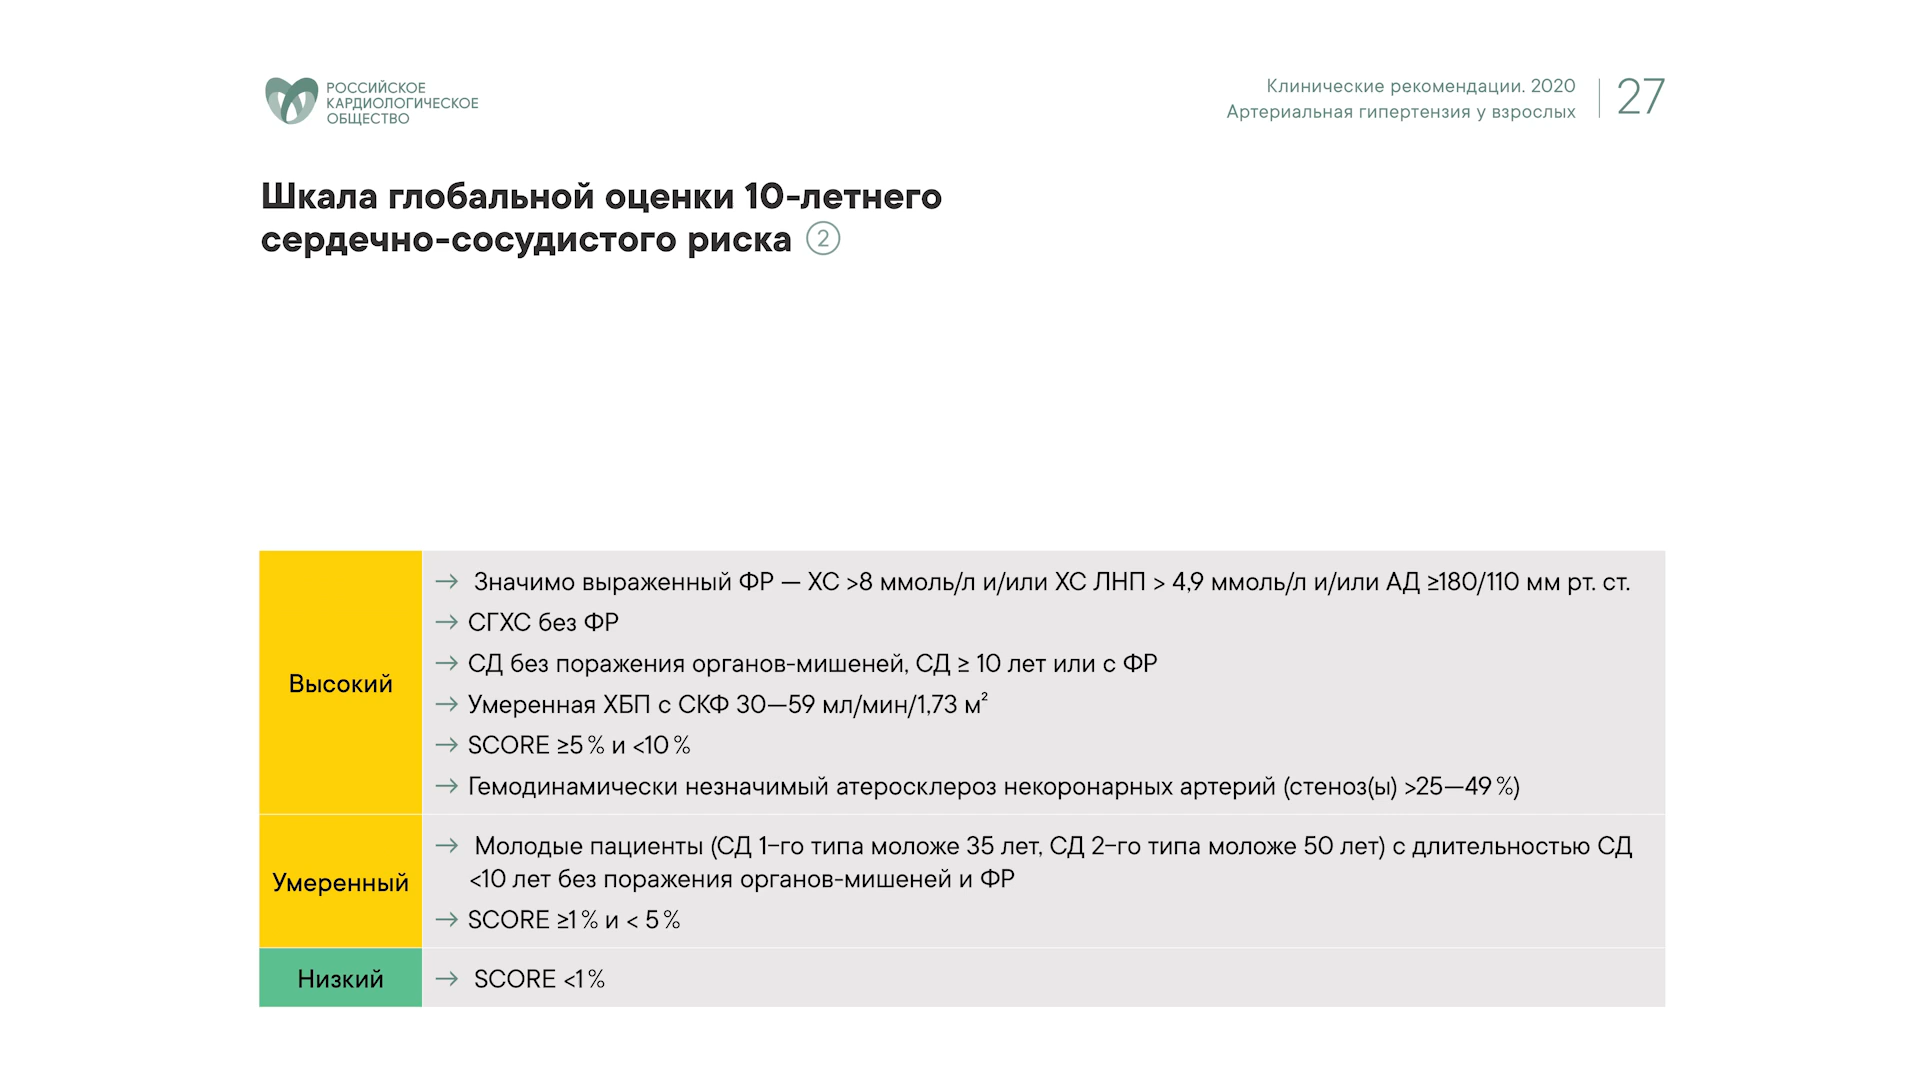 РОССИЙСКОЕ
КАРДИОЛОГИЧЕСКОЕ
ОБЩЕСТВО
Клинические рекомендации. 2020
Артериальная гипертензия у взрослых
27
Шкала глобальной оценки 10-летнего
сердечно-сосудистого риска 2
Высокий
→ Значимо выраженный ФР — ХС >8 ммоль/л и/или ХС ЛНП > 4,9 ммоль/л и/или АД ≥180/110 мм рт. ст.
→ СГХС без ФР
→ СД без поражения органов-мишеней, СД ≥ 10 лет или с ФР
→ Умеренная ХБП с СКФ 30—59 мл/мин/1,73 м²
→ SCORE ≥5 % и <10 %
→ Гемодинамически незначимый атеросклероз некоронарных артерий (стеноз(ы) >25—49 %)
Умеренный
→ Молодые пациенты (СД 1-го типа моложе 35 лет, СД 2-го типа моложе 50 лет) с длительностью СД
<10 лет без поражения органов-мишеней и ФР
→ SCORE ≥1 % и < 5 %
Низкий
→ SCORE <1 %